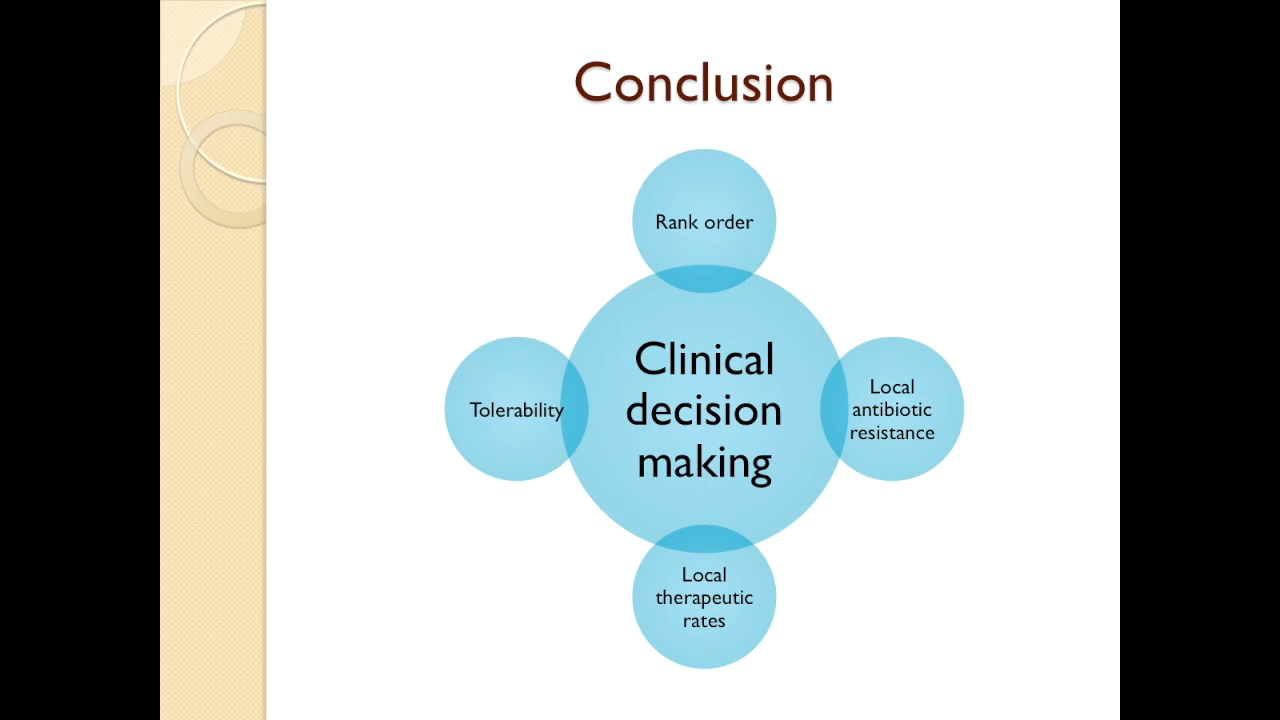 Conclusion
Rank order
Clinical
decision
making
Tolerability
Local
antibiotic
resistance
Local
therapeutic
rates